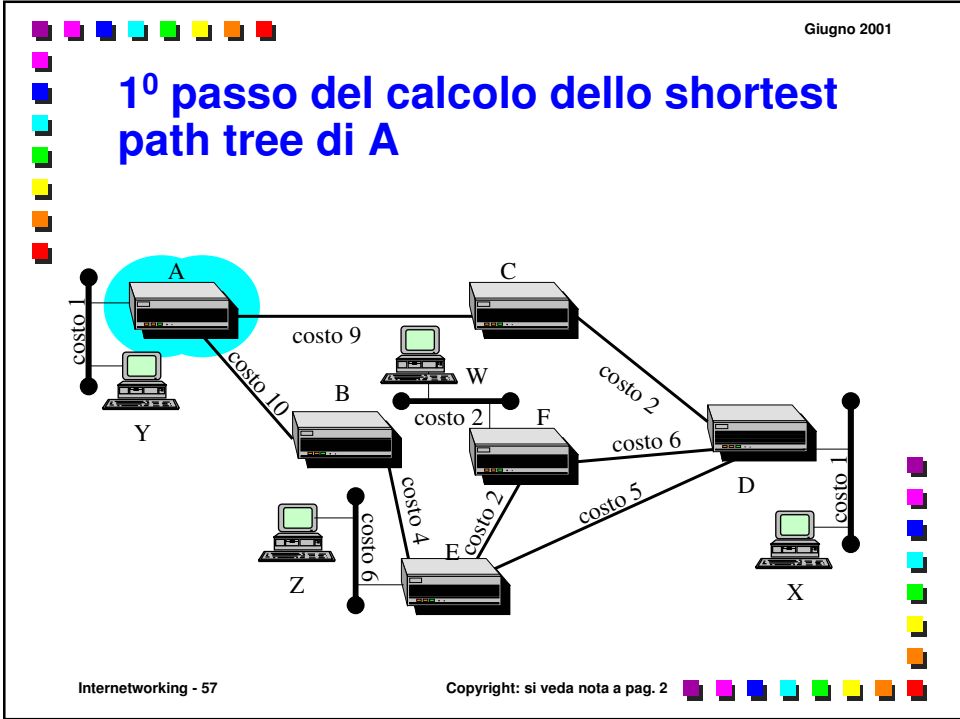 Giugno 2001
1⁰ passo del calcolo dello shortest
path tree di A
A
C
costo 1
costo 9
W
costo 10
B
costo 2
F
costo 2
Y
costo 6
D
costo 1
costo 4
costo 2
costo 5
costo 6
E
Z
X
Internetworking - 57
Copyright: si veda nota a pag. 2